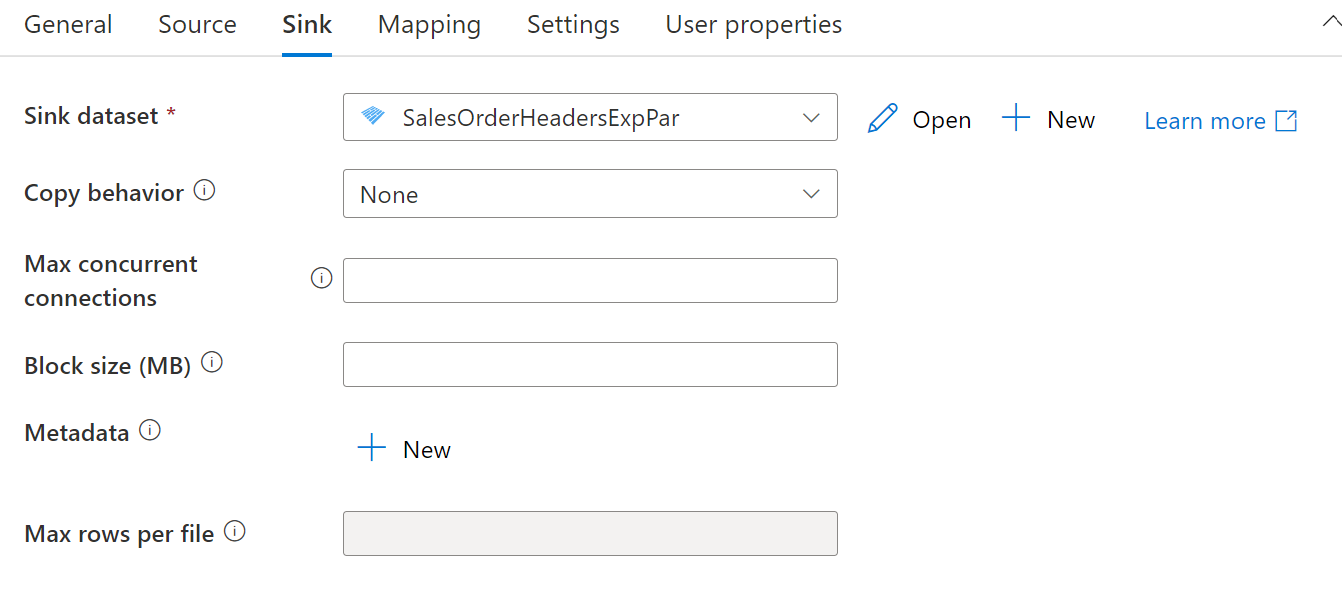 General Source Sink Mapping Settings User properties
Sink dataset * SalesOrderHeadersExpPar Open New Learn more
Copy behavior None
Max concurrent
connections
Block size (MB)
Metadata
New
Max rows per file